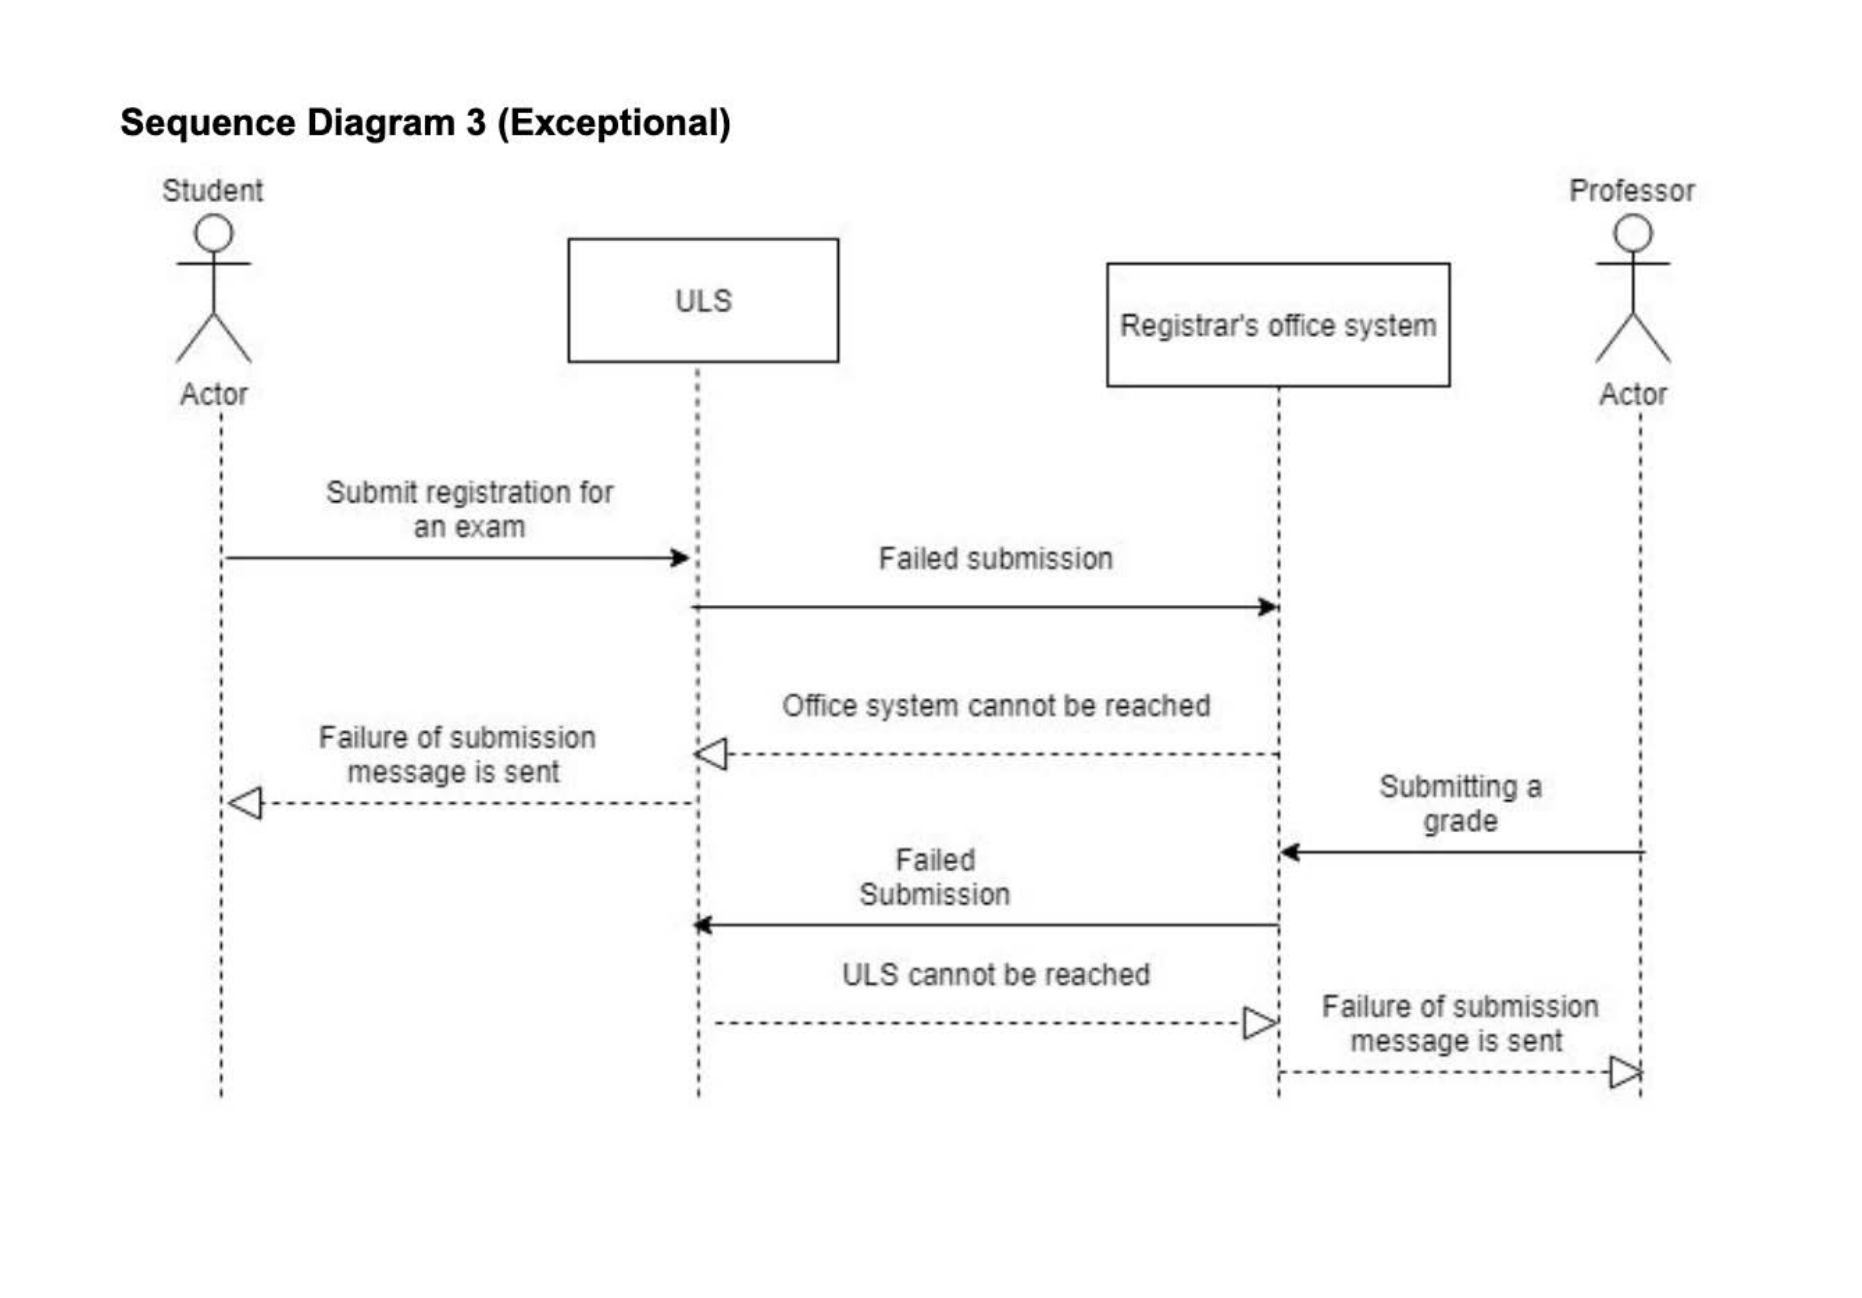 Sequence Diagram 3 (Exceptional)
Student
Professor
ULS
Registrar's office system
Actor
Actor
Submit registration for
an exam
Failed submission
Office system cannot be reached
Failure of submission
message is sent
Submitting a
grade
Failed
Submission
ULS cannot be reached
Failure of submission
message is sent